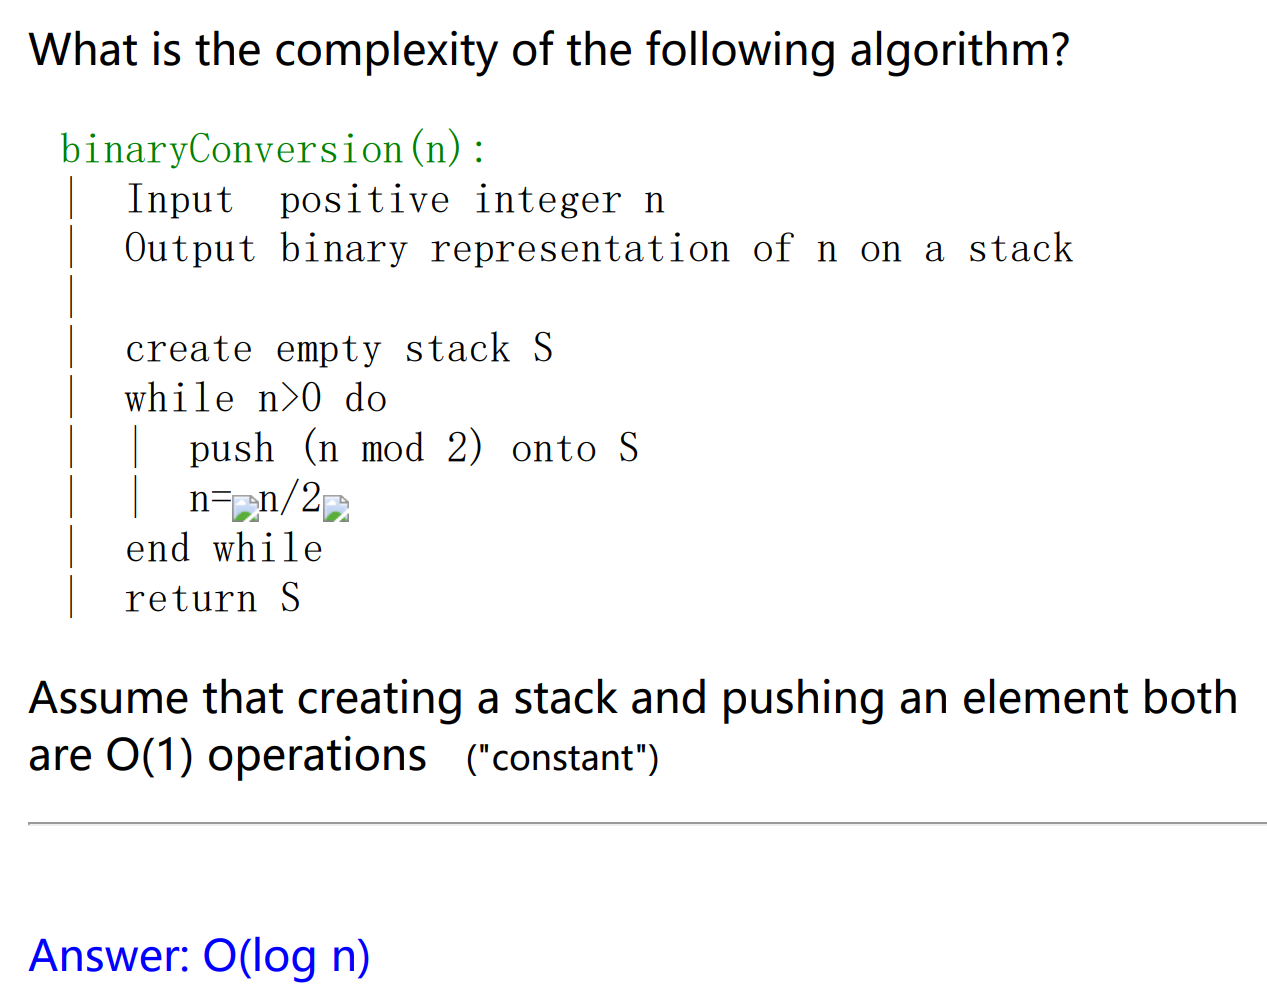 What is the complexity of the following algorithm?
binaryConversion(n):
| Input positive integer n
| Output binary representation of n on a stack
|
| create empty stack S
| while n>0 do
| | push (n mod 2) onto S
| | n=n/2
| end while
| return S
Assume that creating a stack and pushing an element both
are O(1) operations ("constant")
Answer: O(log n)